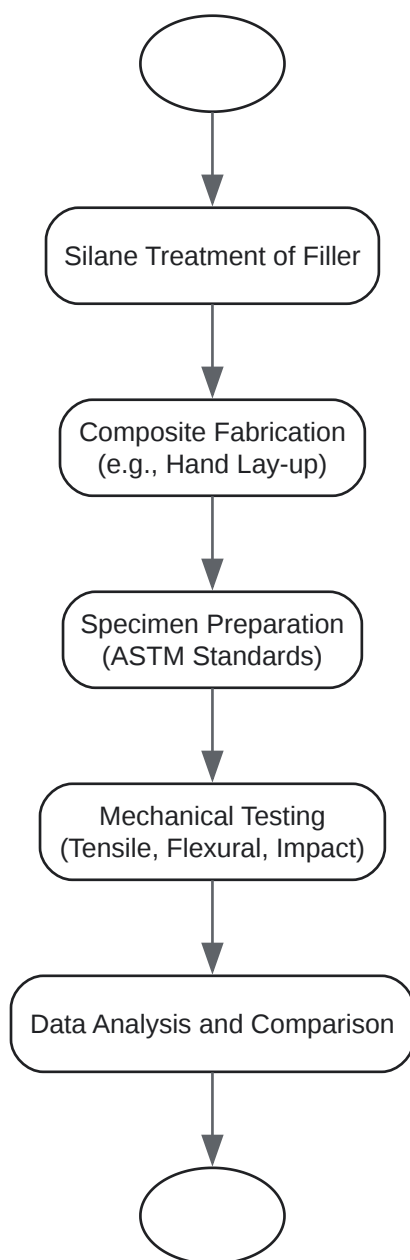 Silane Treatment of Filler
Composite Fabrication
(e.g., Hand Lay-up)
Specimen Preparation
(ASTM Standards)
Mechanical Testing
(Tensile, Flexural, Impact)
Data Analysis and Comparison